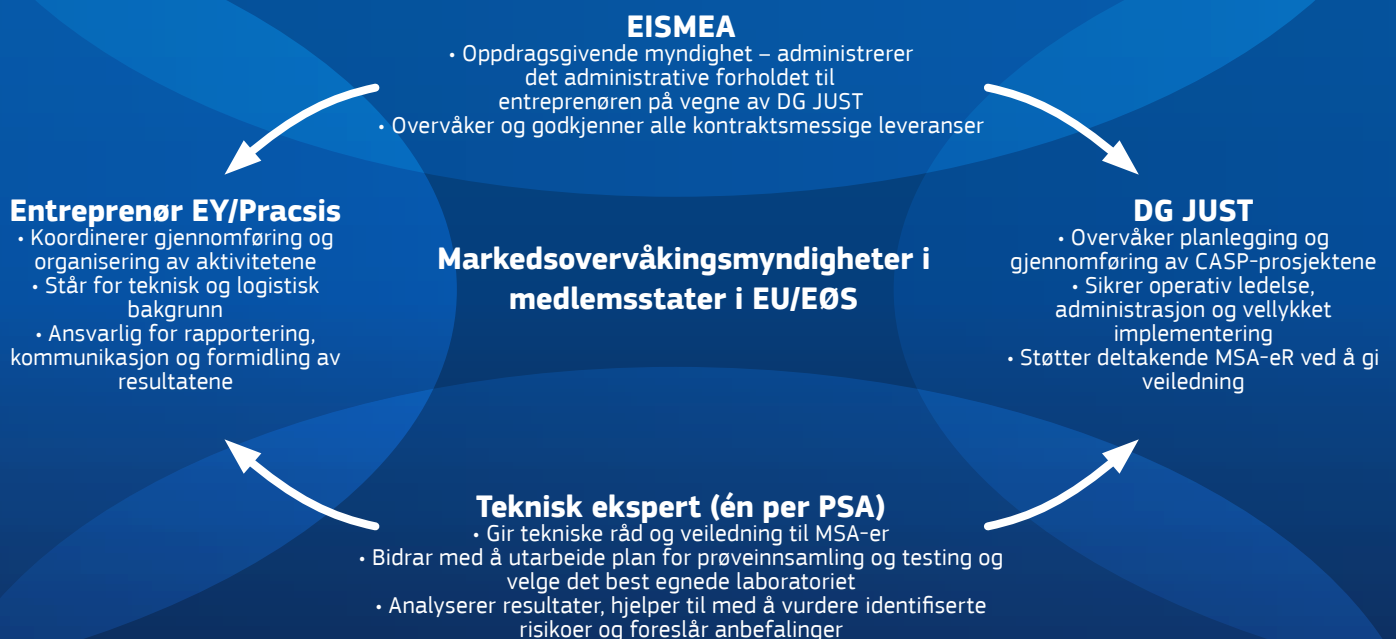 EISMEA
• Oppdragsgivende myndighet – administrerer
det administrative forholdet til
entreprenøren på vegne av DG JUST
• Overvåker og godkjenner alle kontraktsmessige leveranser
Entreprenør EY/Pracsis
• Koordinerer gjennomføring og
organisering av aktivitetene
• Står for teknisk og logistisk
bakgrunn
• Ansvarlig for rapportering,
kommunikasjon og formidling av
resultatene
Markedsovervåkingsmyndigheter i
medlemsstater i EU/EØS
DG JUST
• Overvåker planlegging og
gjennomføring av CASP-prosjektene
• Sikrer operativ ledelse,
administrasjon og vellykket
implementering
• Støtter deltakende MSA-eR ved å gi
veiledning
Teknisk ekspert (én per PSA)
• Gir tekniske råd og veiledning til MSA-er
• Bidrar med å utarbeide plan for prøveinnsamling og testing og
velge det best egnede laboratoriet
• Analyserer resultater, hjelper til med å vurdere identifiserte
risikoer og foreslår anbefalinger